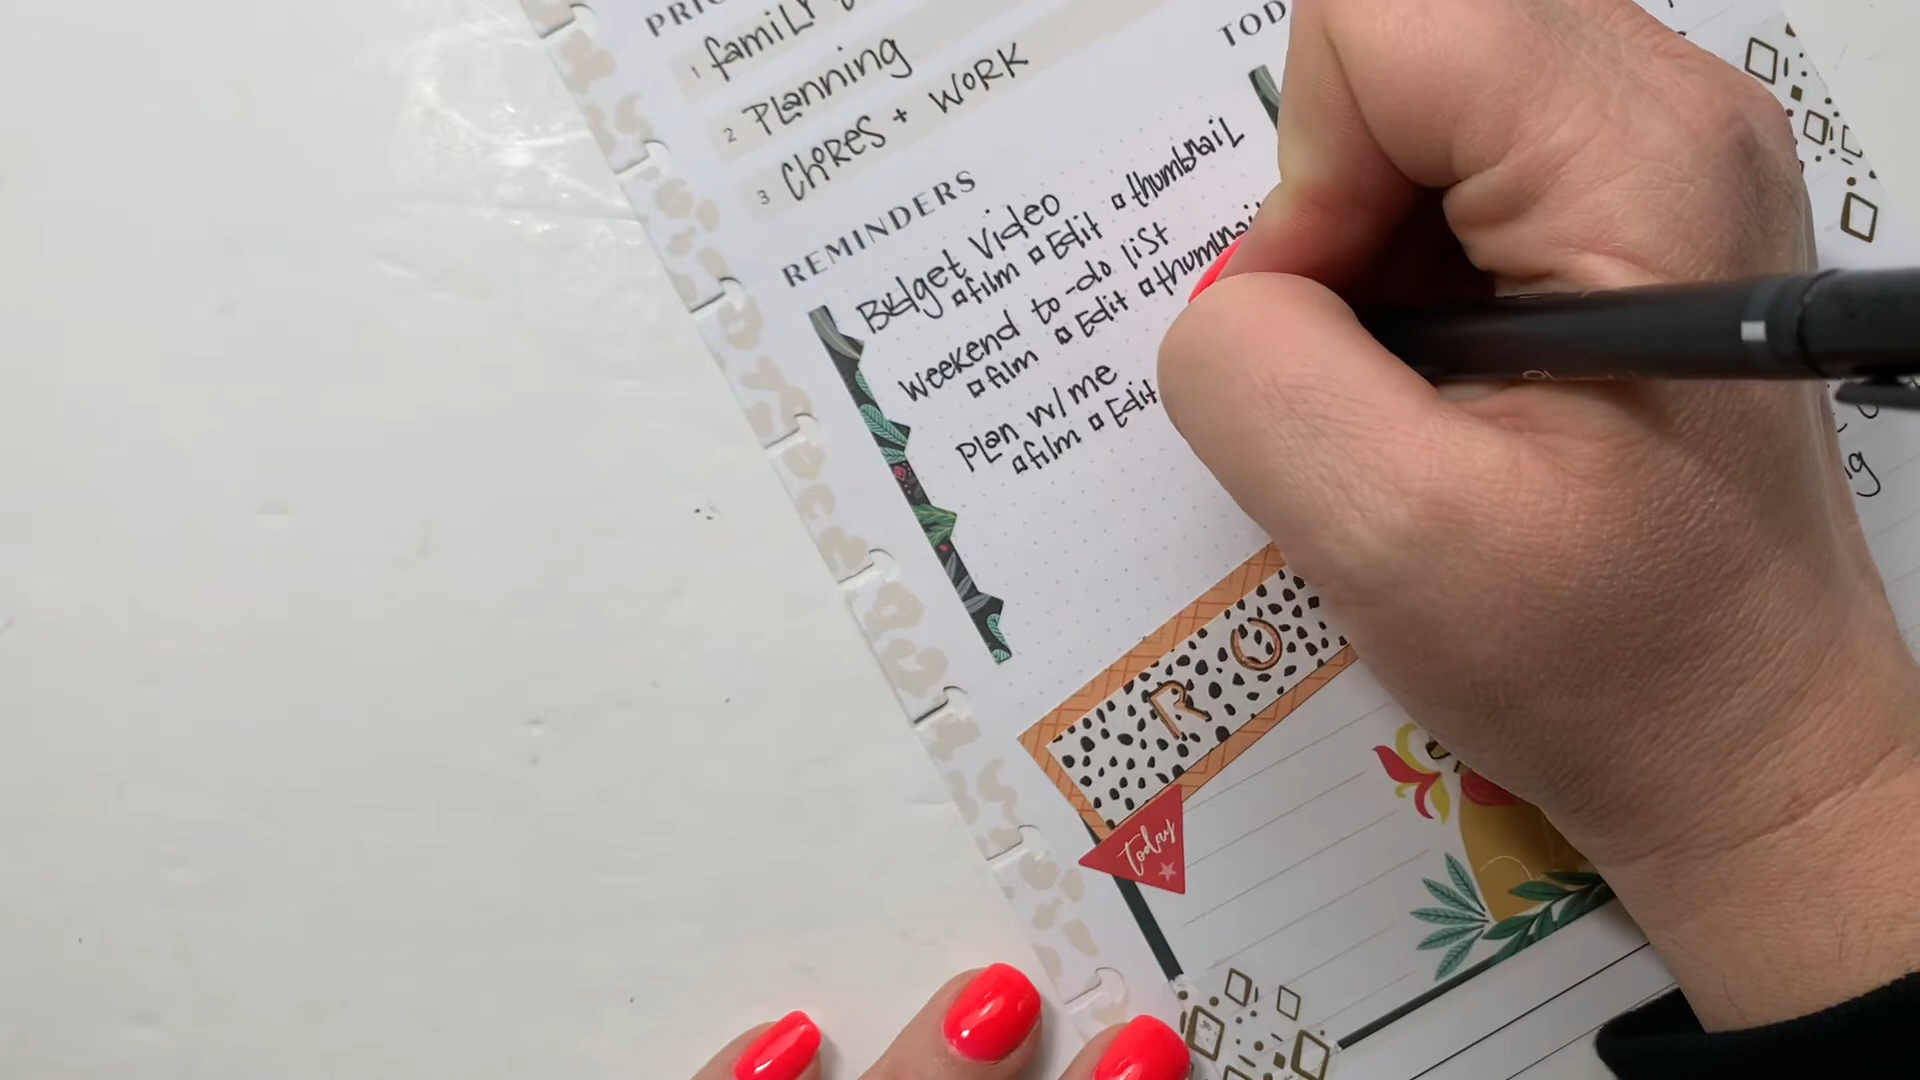 1 family
2 Planning
3 Chores + Work
TOD
REMINDERS
Budget Video
film Edit thumbnail
weekend to-do list
film Edit thumbnail
Plan w/me
film Edit
R O
today